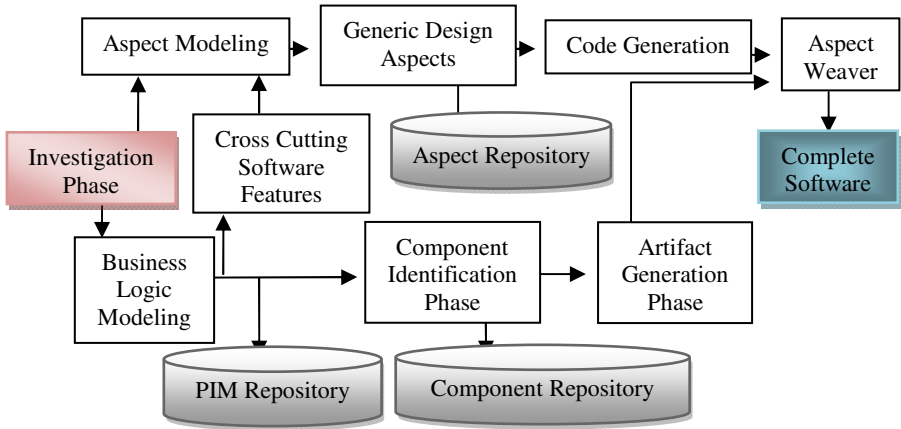 Aspect Modeling
Generic Design
Aspects
Code Generation
Aspect
Weaver
Investigation
Phase
Cross Cutting
Software
Features
Aspect Repository
Complete
Software
Business
Logic
Modeling
Component
Identification
Phase
Artifact
Generation
Phase
PIM Repository
Component Repository